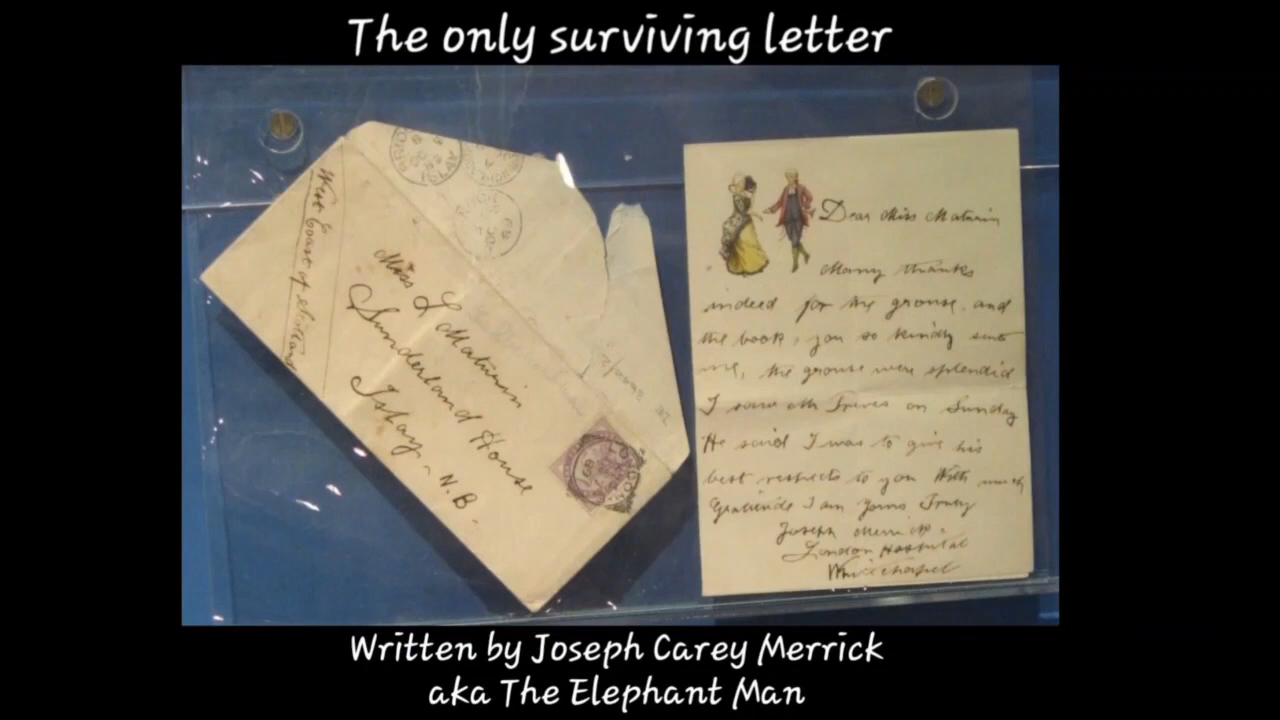 The only surviving letter
West Coast of
Miss L Maturin
Sunderland House
Islay. N.B.
Dear Miss Maturin
Many thanks
indeed for the grouse, and
the book, you so kindly sent
me, the grouse were splendid
I saw Mr Treves on Sunday
He said I was to give his
best respects to you With much
Gratitude I am Yours Truly
Joseph Merrick.
London Hospital
Whitechapel
Written by Joseph Carey Merrick
aka The Elephant Man